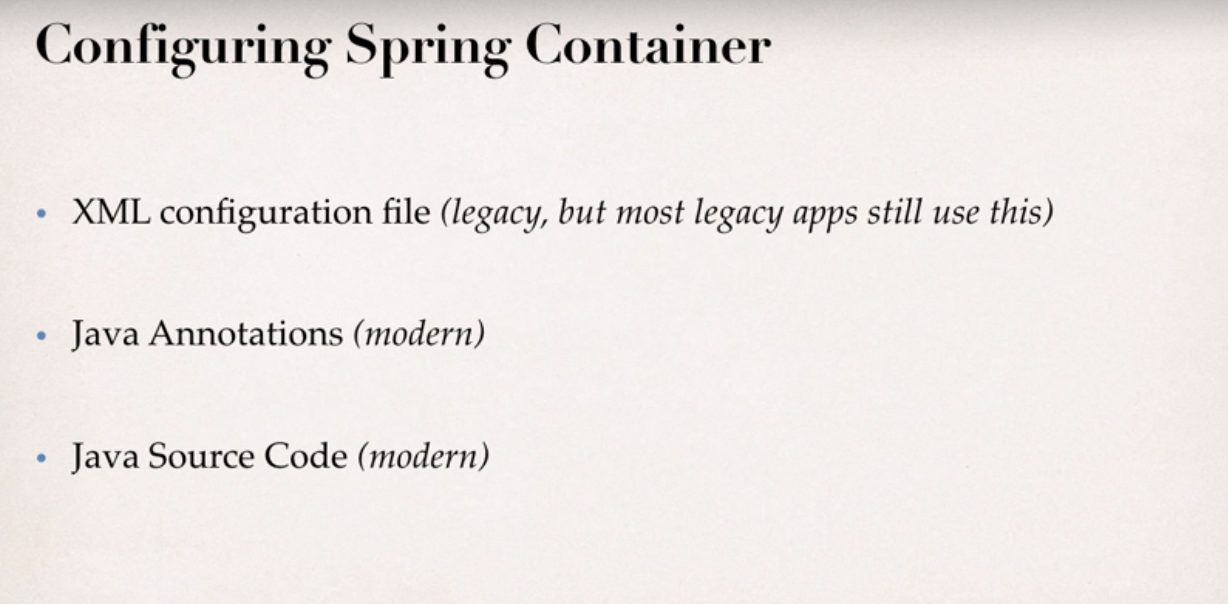 Configuring Spring Container
• XML configuration file (legacy, but most legacy apps still use this)
• Java Annotations (modern)
• Java Source Code (modern)